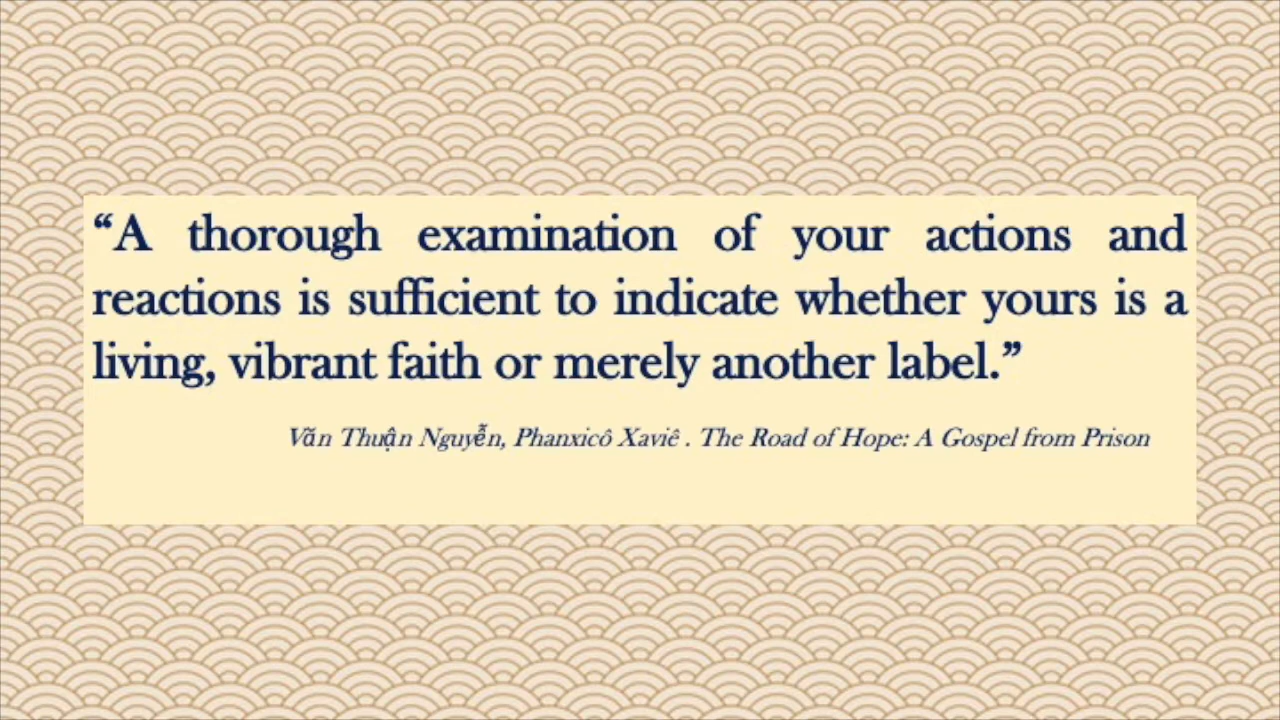 “A thorough examination of your actions and
reactions is sufficient to indicate whether yours is a
living, vibrant faith or merely another label.”
Văn Thuận Nguyễn, Phanxicô Xaviê . The Road of Hope: A Gospel from Prison